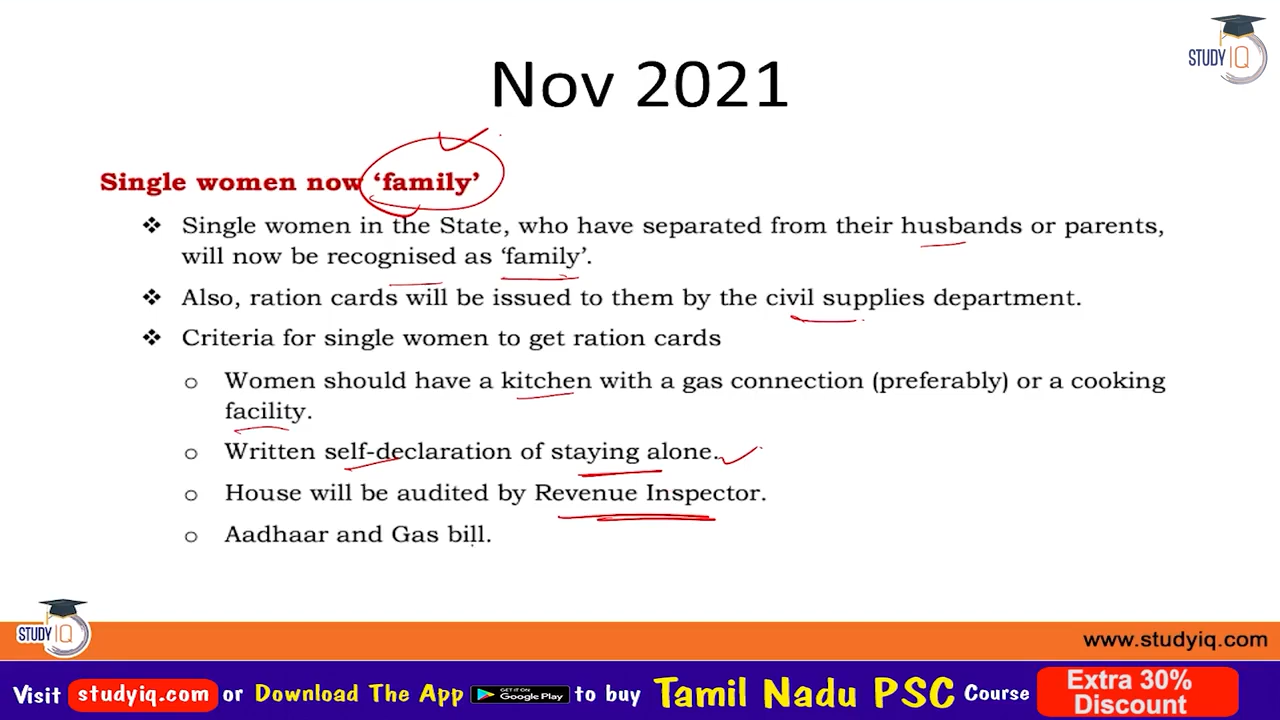 STUDY IQ
Nov 2021
Single women now ‘family’
❖ Single women in the State, who have separated from their husbands or parents,
will now be recognised as ‘family’.
❖ Also, ration cards will be issued to them by the civil supplies department.
❖ Criteria for single women to get ration cards
o Women should have a kitchen with a gas connection (preferably) or a cooking
facility.
o Written self-declaration of staying alone.
o House will be audited by Revenue Inspector.
o Aadhaar and Gas bill.
STUDY IQ
www.studyiq.com
Visit studyiq.com or Download The App GET IT ON Google Play to buy Tamil Nadu PSC Course Extra 30%
Discount